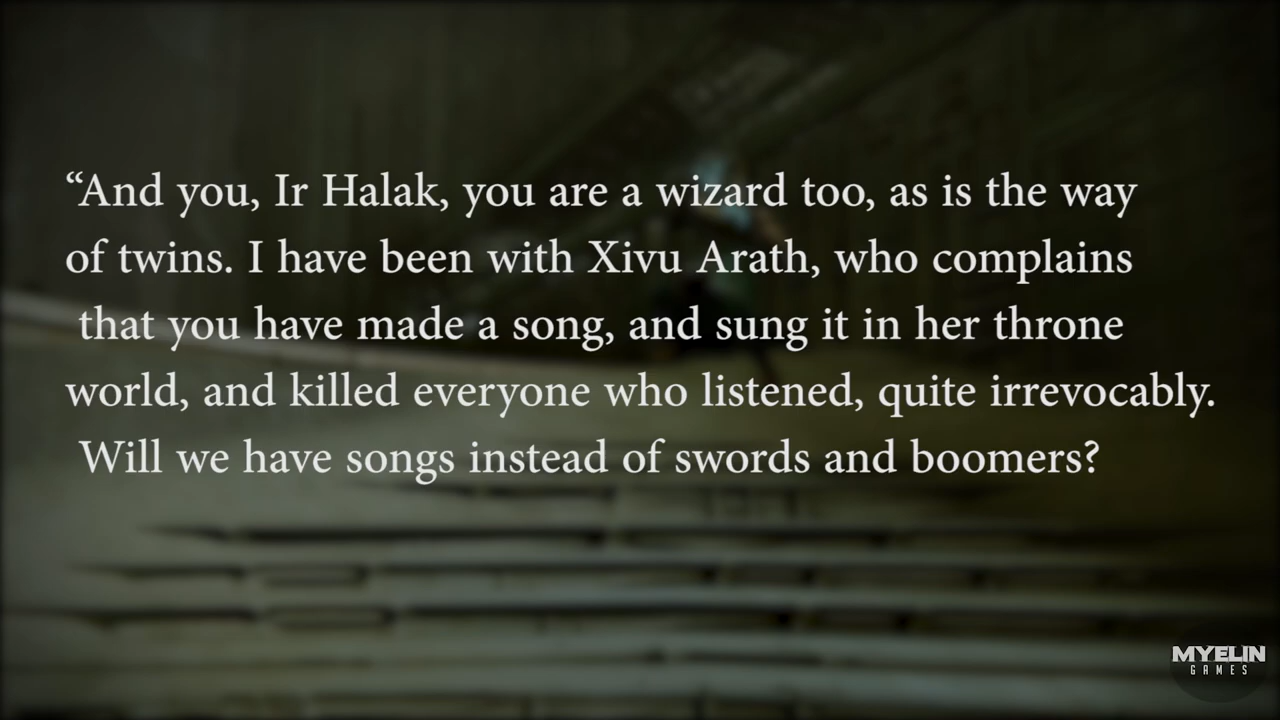 “And you, Ir Halak, you are a wizard too, as is the way
of twins. I have been with Xivu Arath, who complains
that you have made a song, and sung it in her throne
world, and killed everyone who listened, quite irrevocably.
Will we have songs instead of swords and boomers?
MYELIN
GAMES